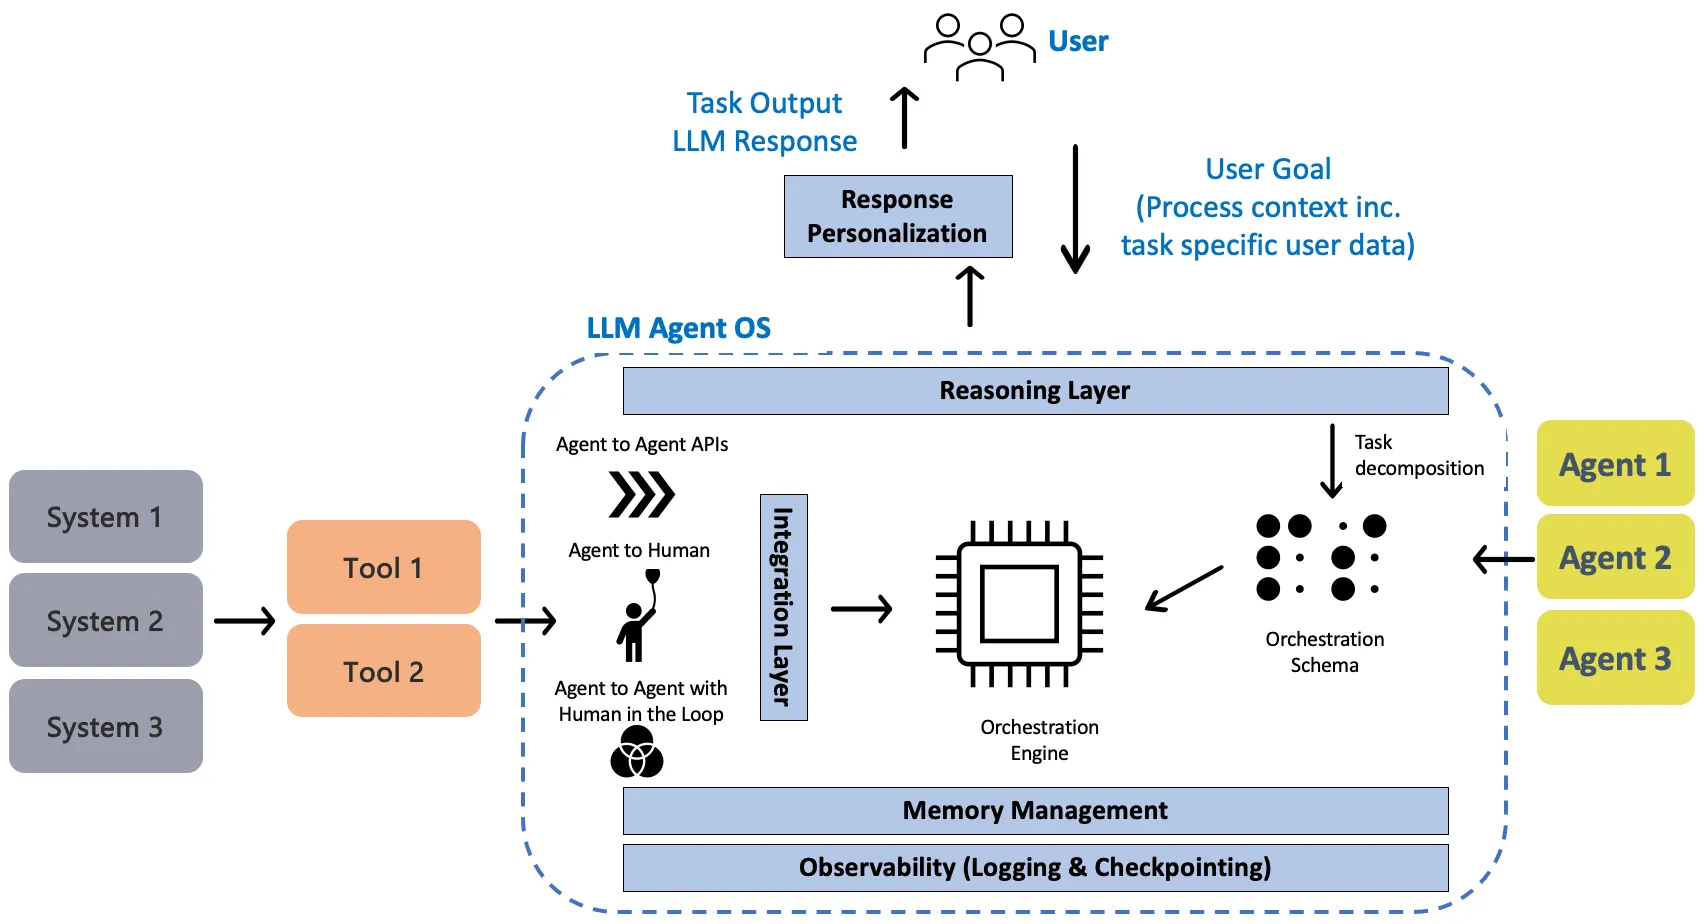 User
Task Output
LLM Response
User Goal
(Process context inc.
task specific user data)
Response
Personalization
LLM Agent OS
Reasoning Layer
Agent to Agent APIs
Task
decomposition
Agent to Human
Integration Layer
Agent to Agent with
Human in the Loop
Orchestration
Engine
Orchestration
Schema
Memory Management
Observability (Logging & Checkpointing)
System 1
System 2
System 3
Tool 1
Tool 2
Agent 1
Agent 2
Agent 3